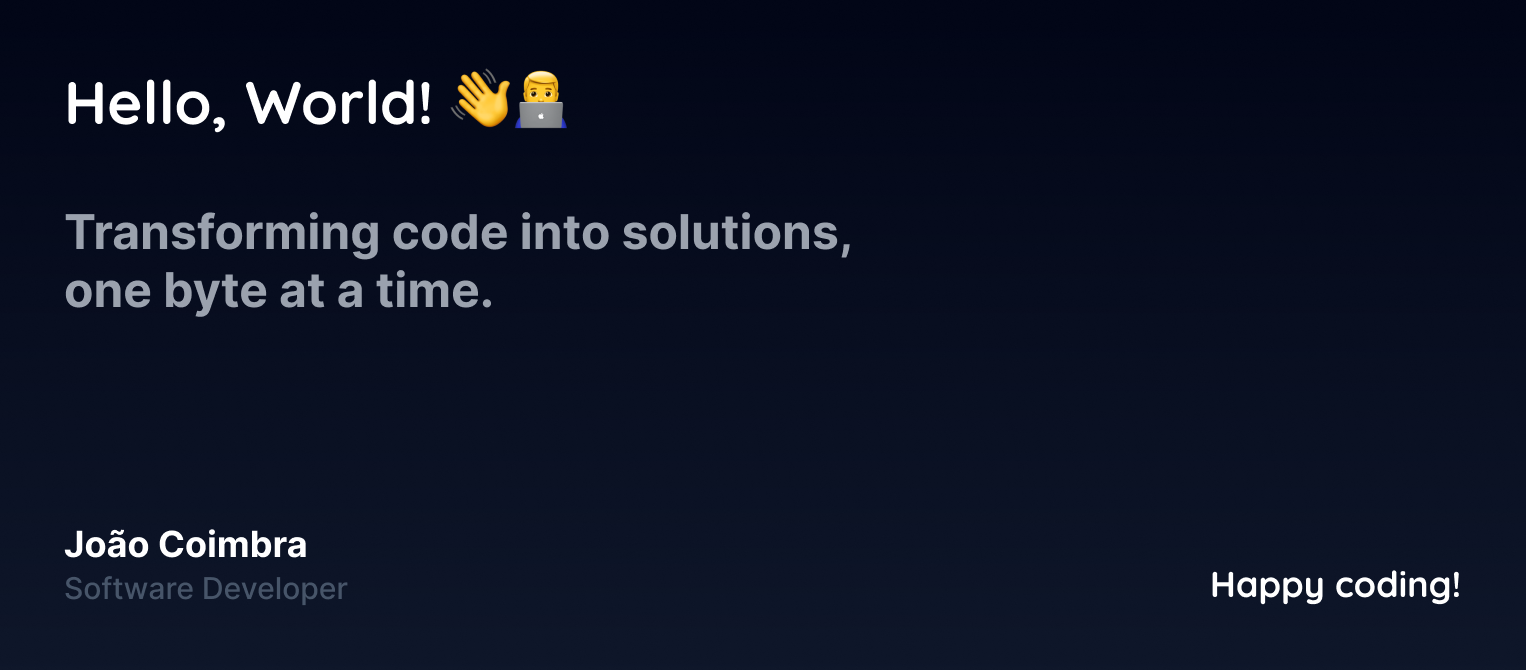 Hello, World! 👋👨‍💻
Transforming code into solutions,
one byte at a time.
João Coimbra
Software Developer
Happy coding!